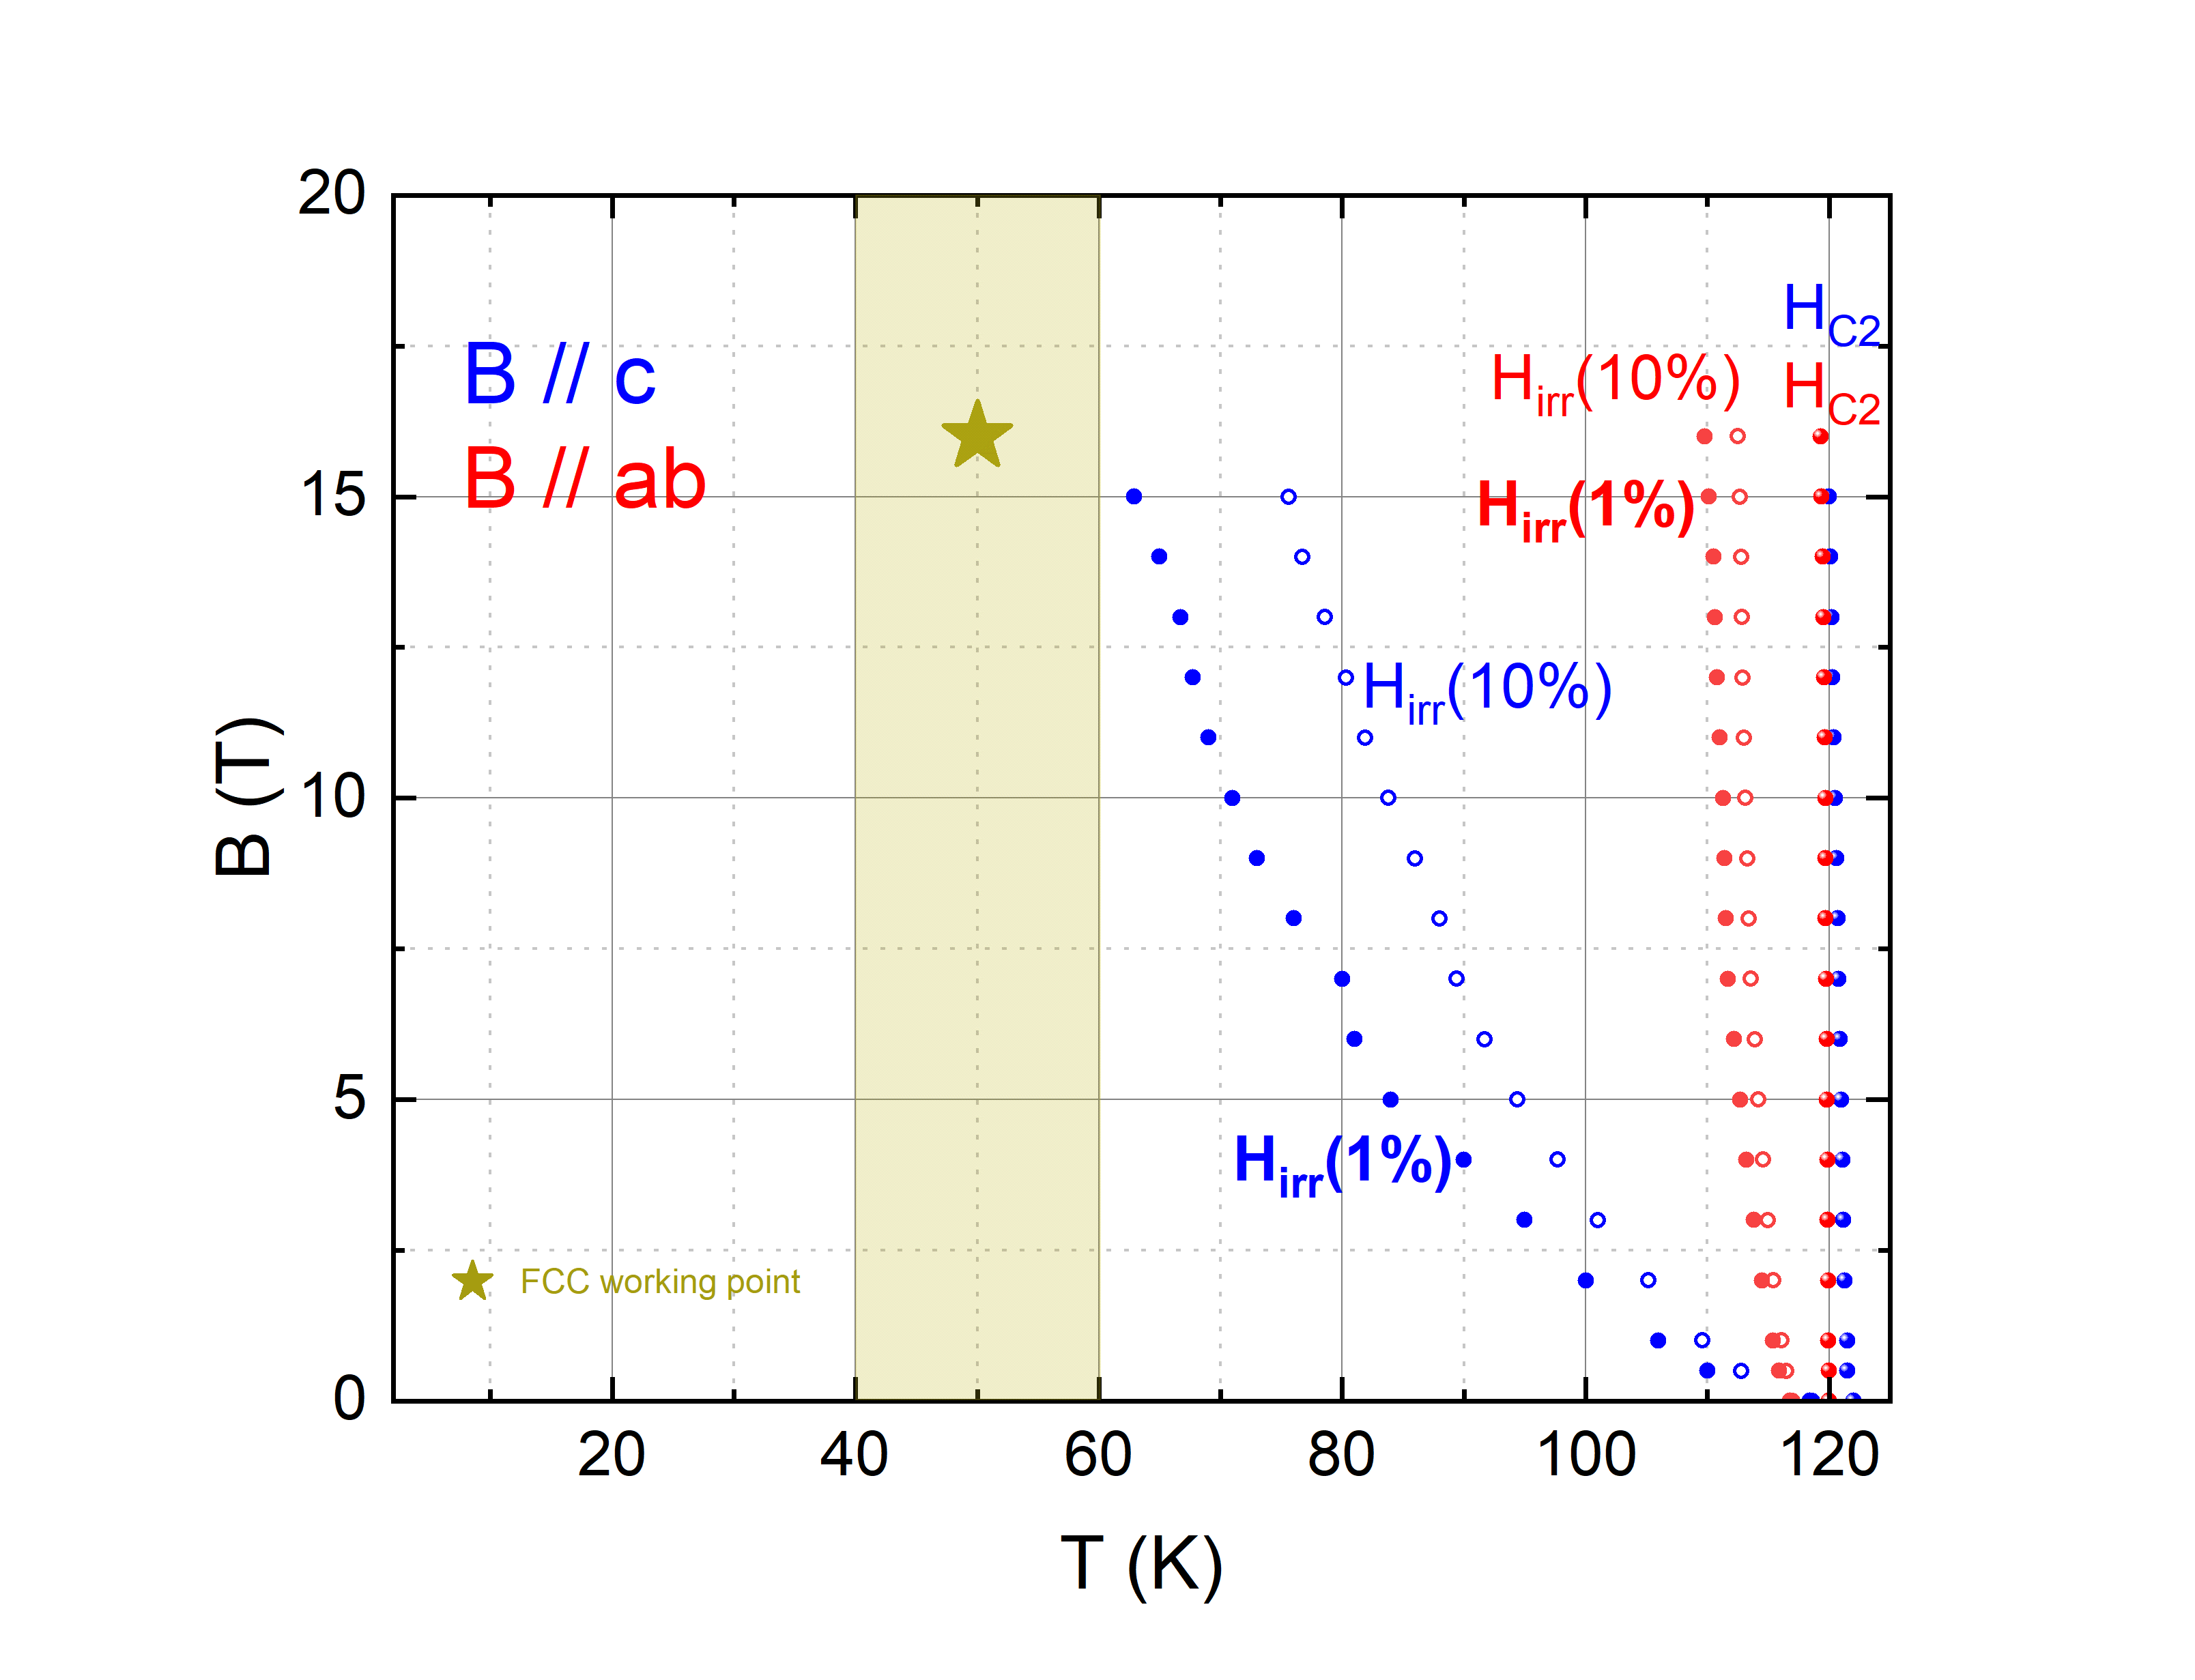 20
H_C2
B // c
H_irr(10%)
H_C2
B // ab
15
H_irr(1%)
H_irr(10%)
B (T)
10
5
H_irr(1%)
FCC working point
0
20 40 60 80 100 120
T (K)